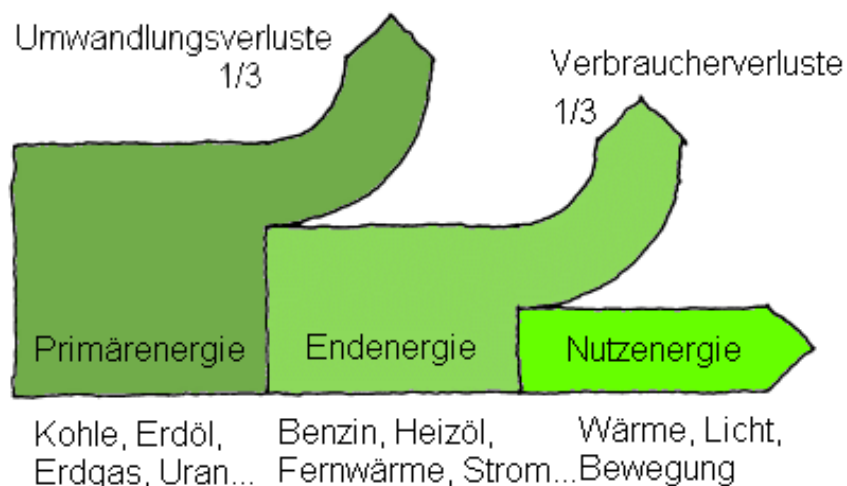 Umwandlungsverluste
1/3
Verbraucherverluste
1/3
Primärenergie
Endenergie
Nutzenergie
Kohle, Erdöl,
Erdgas, Uran...
Benzin, Heizöl,
Fernwärme, Strom...
Wärme, Licht,
Bewegung